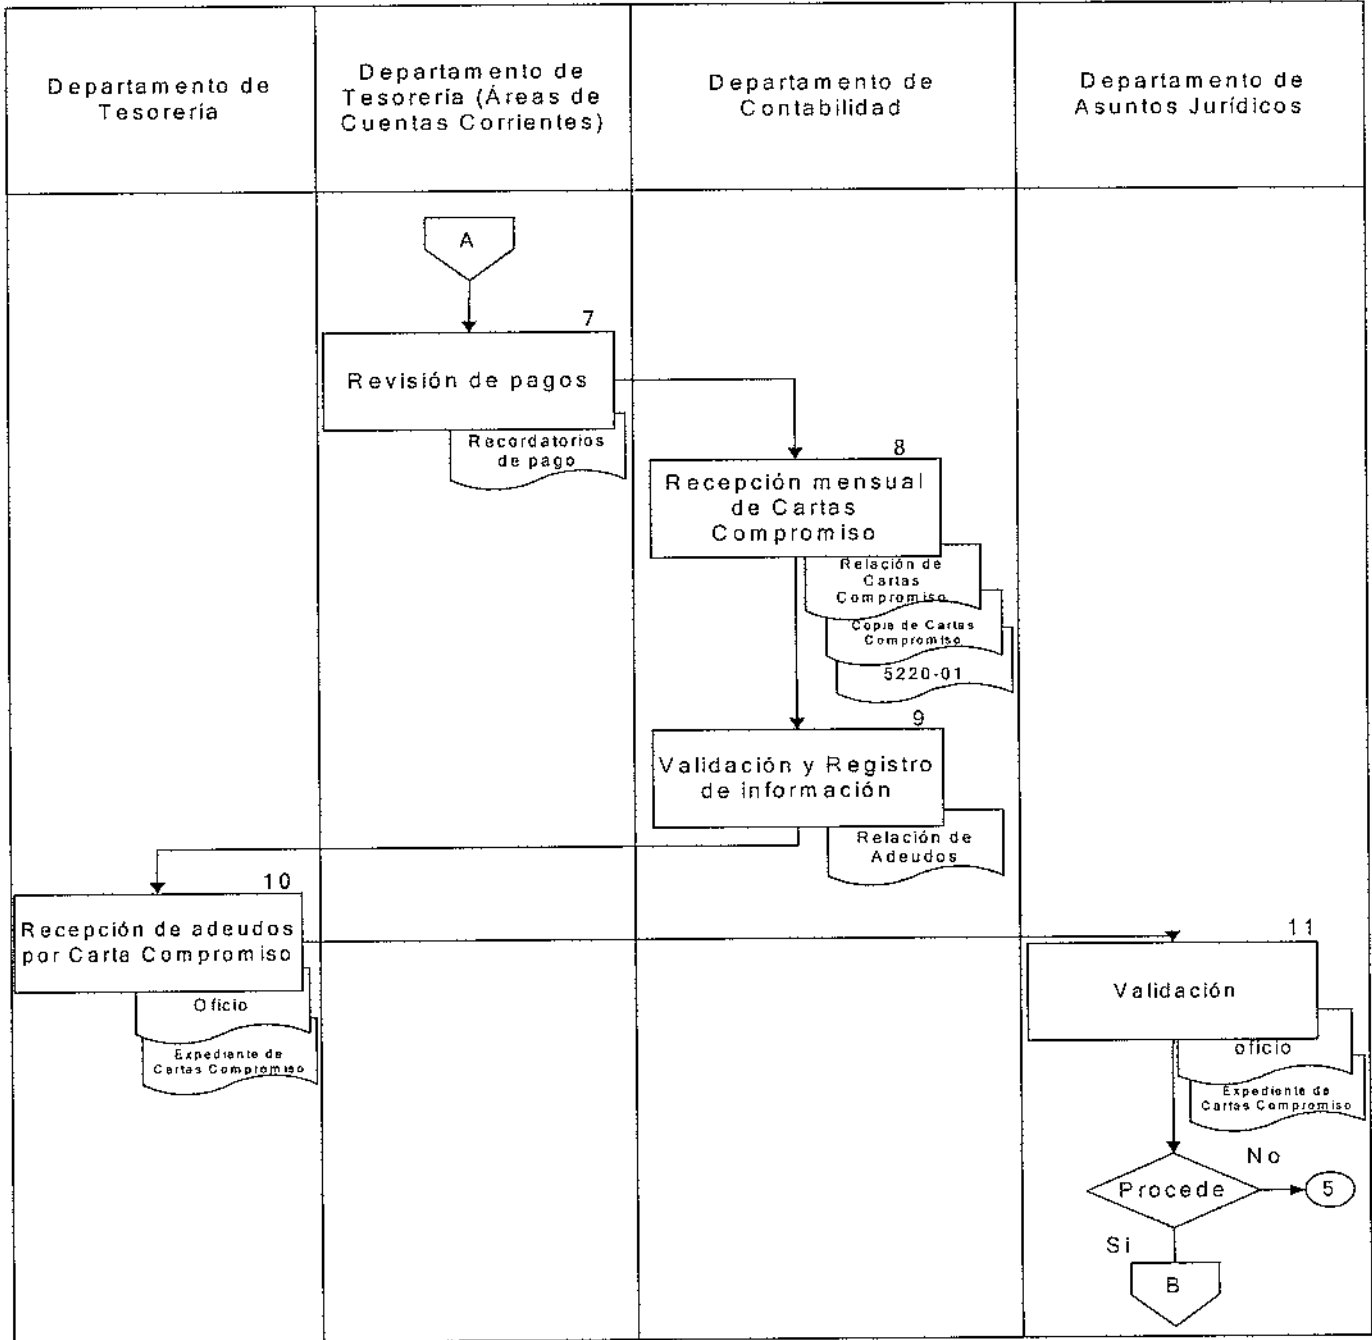 Departamento de
Tesorería
Departamento de
Tesorería (Áreas de
Cuentas Corrientes)
Departamento de
Contabilidad
Departamento de
Asuntos Jurídicos
A
7
Revisión de pagos
Recordatorios
de pago
8
Recepción mensual
de Cartas
Compromiso
Relación de
Cartas
Compromiso
Copia de Cartas
Compromiso
5220-01
9
Validación y Registro
de información
Relación de
Adeudos
10
Recepción de adeudos
por Carta Compromiso
Oficio
Expediente de
Cartas Compromiso
11
Validación
oficio
Expediente de
Cartas Compromiso
Procede
No
5
Si
B